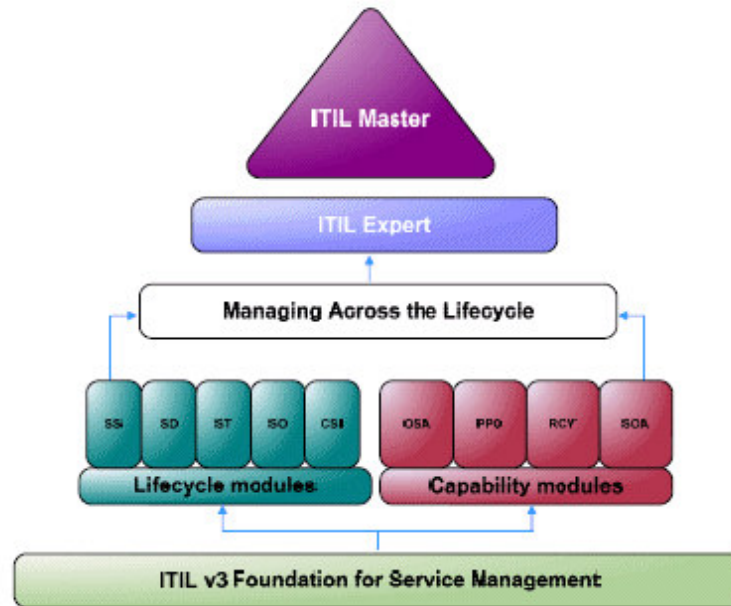 ITIL Master
ITIL Expert
Managing Across the Lifecycle
SS
SD
ST
SO
CSI
OSA
PPO
RCV
SOA
Lifecycle modules
Capability modules
ITIL v3 Foundation for Service Management